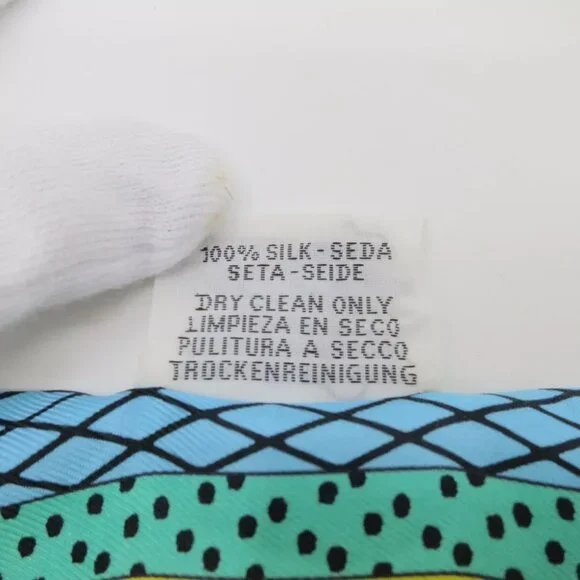 100% SILK-SEDA
SETA-SEIDE
DRY CLEAN ONLY
LIMPIEZA EN SECO
PULITURA A SECCO
TROCKENREINIGUNG